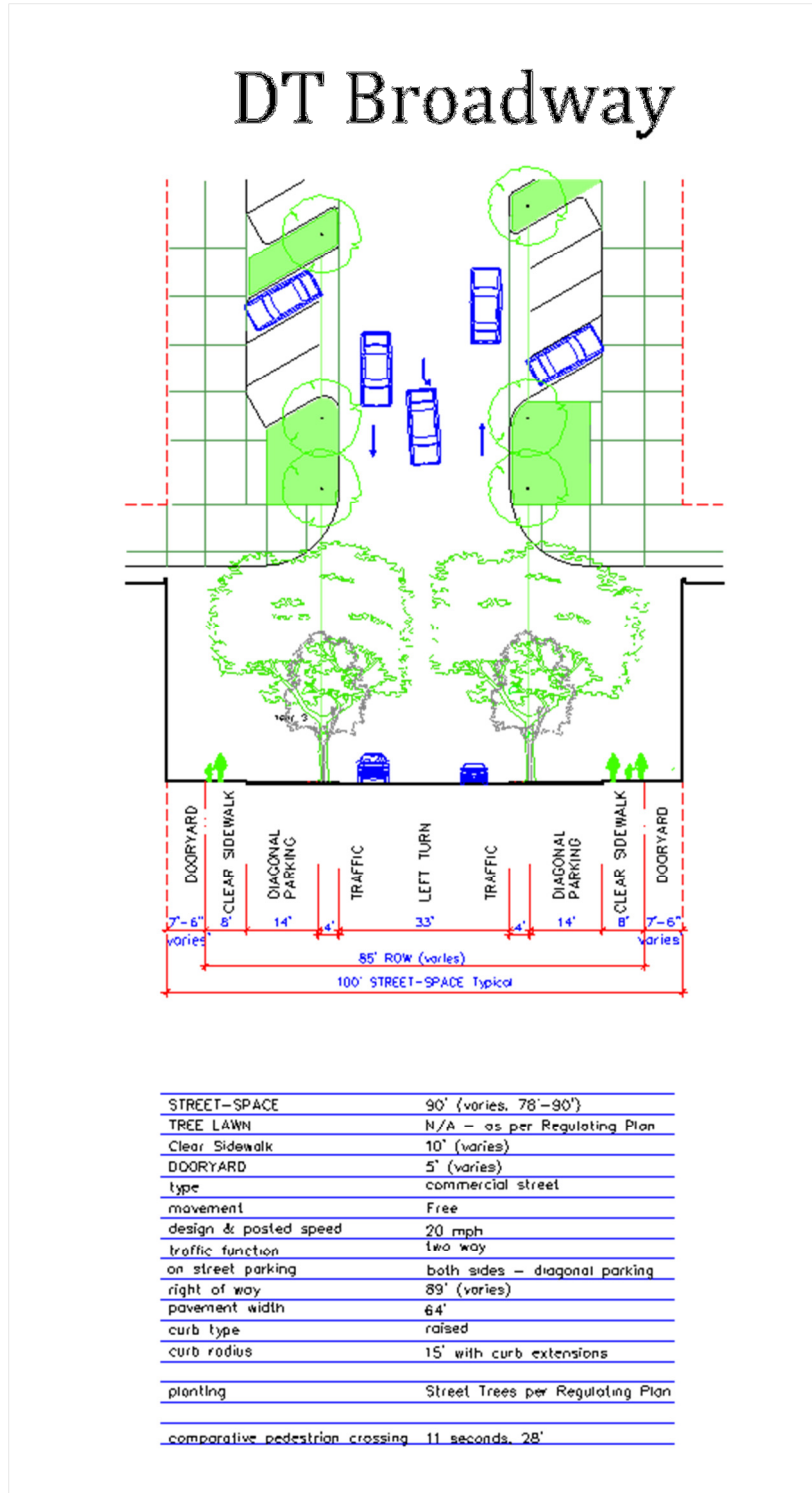 DT Broadway
DOORYARD
CLEAR SIDEWALK
DIAGONAL
PARKING
TRAFFIC
LEFT TURN
TRAFFIC
DIAGONAL
PARKING
CLEAR SIDEWALK
DOORYARD
7'-6" 8' 14' 4' 33' 4' 14' 8' 7'-6"
varies varies
85' ROW (varies)
100' STREET-SPACE Typical
STREET-SPACE 90' (varies, 78'-90')
TREE LAWN N/A - as per Regulating Plan
Clear Sidewalk 10' (varies)
DOORYARD 5' (varies)
type commercial street
movement Free
design & posted speed 20 mph
traffic function two way
on street parking both sides - diagonal parking
right of way 89' (varies)
pavement width 64'
curb type raised
curb radius 15' with curb extensions
planting Street Trees per Regulating Plan
comparative pedestrian crossing 11 seconds, 28'